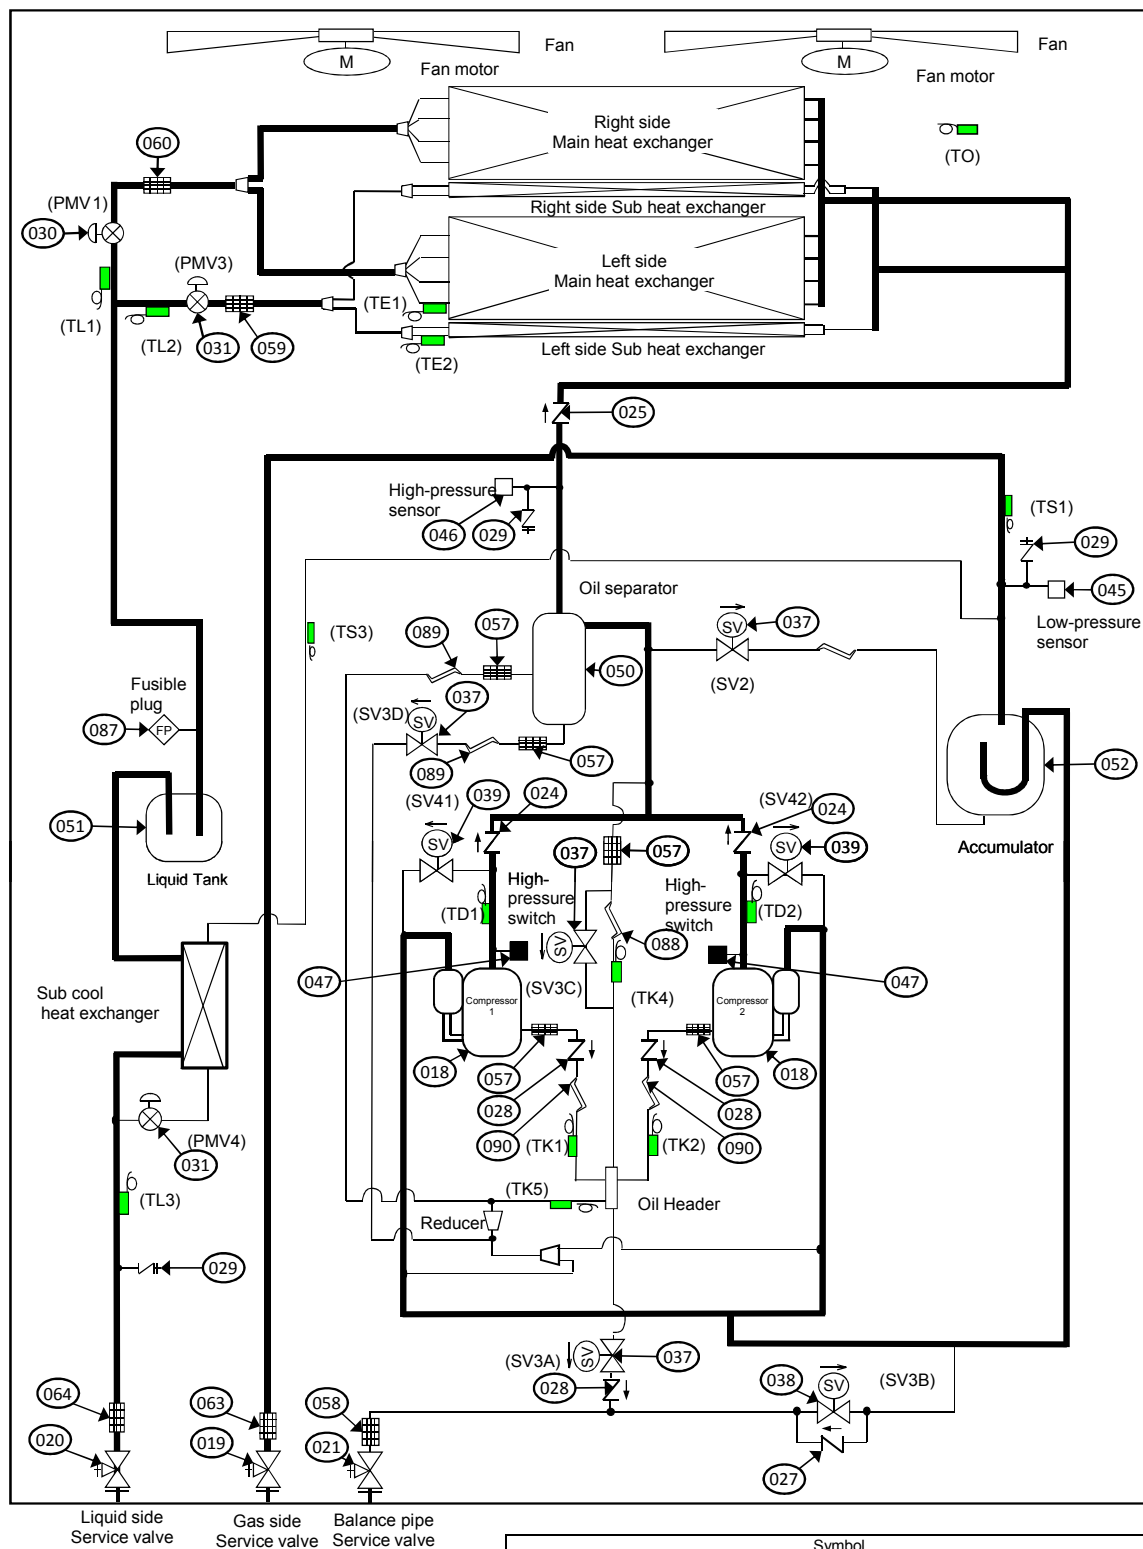 Fan
Fan
M
M
Fan motor
Fan motor
Right side
Main heat exchanger
060
(TO)
(PMV1)
Right side Sub heat exchanger
030
Left side
Main heat exchanger
(PMV3)
(TE1)
(TL1)
(TL2)
031
059
(TE2)
Left side Sub heat exchanger
025
High-pressure
sensor
046
029
(TS1)
029
045
Low-pressure
sensor
Oil separator
(TS3)
089
057
SV
037
050
(SV2)
Fusible
plug
087
FP
(SV3D)
SV
037
089
057
052
051
Liquid Tank
(SV41)
039
024
(SV42)
024
SV
SV
039
037
057
Accumulator
High-
pressure
switch
High-
pressure
switch
(TD1)
(TD2)
SV
088
047
(SV3C)
(TK4)
047
Sub cool
heat exchanger
Compressor
1
Compressor
2
018
057
057
018
028
028
090
(TK1)
(TK2)
090
031
(PMV4)
(TL3)
(TK5)
Oil Header
Reducer
029
(SV3A)
SV
037
028
038
SV
(SV3B)
064
063
058
020
019
021
027
Liquid side
Service valve
Gas side
Service valve
Balance pipe
Service valve
Symbol